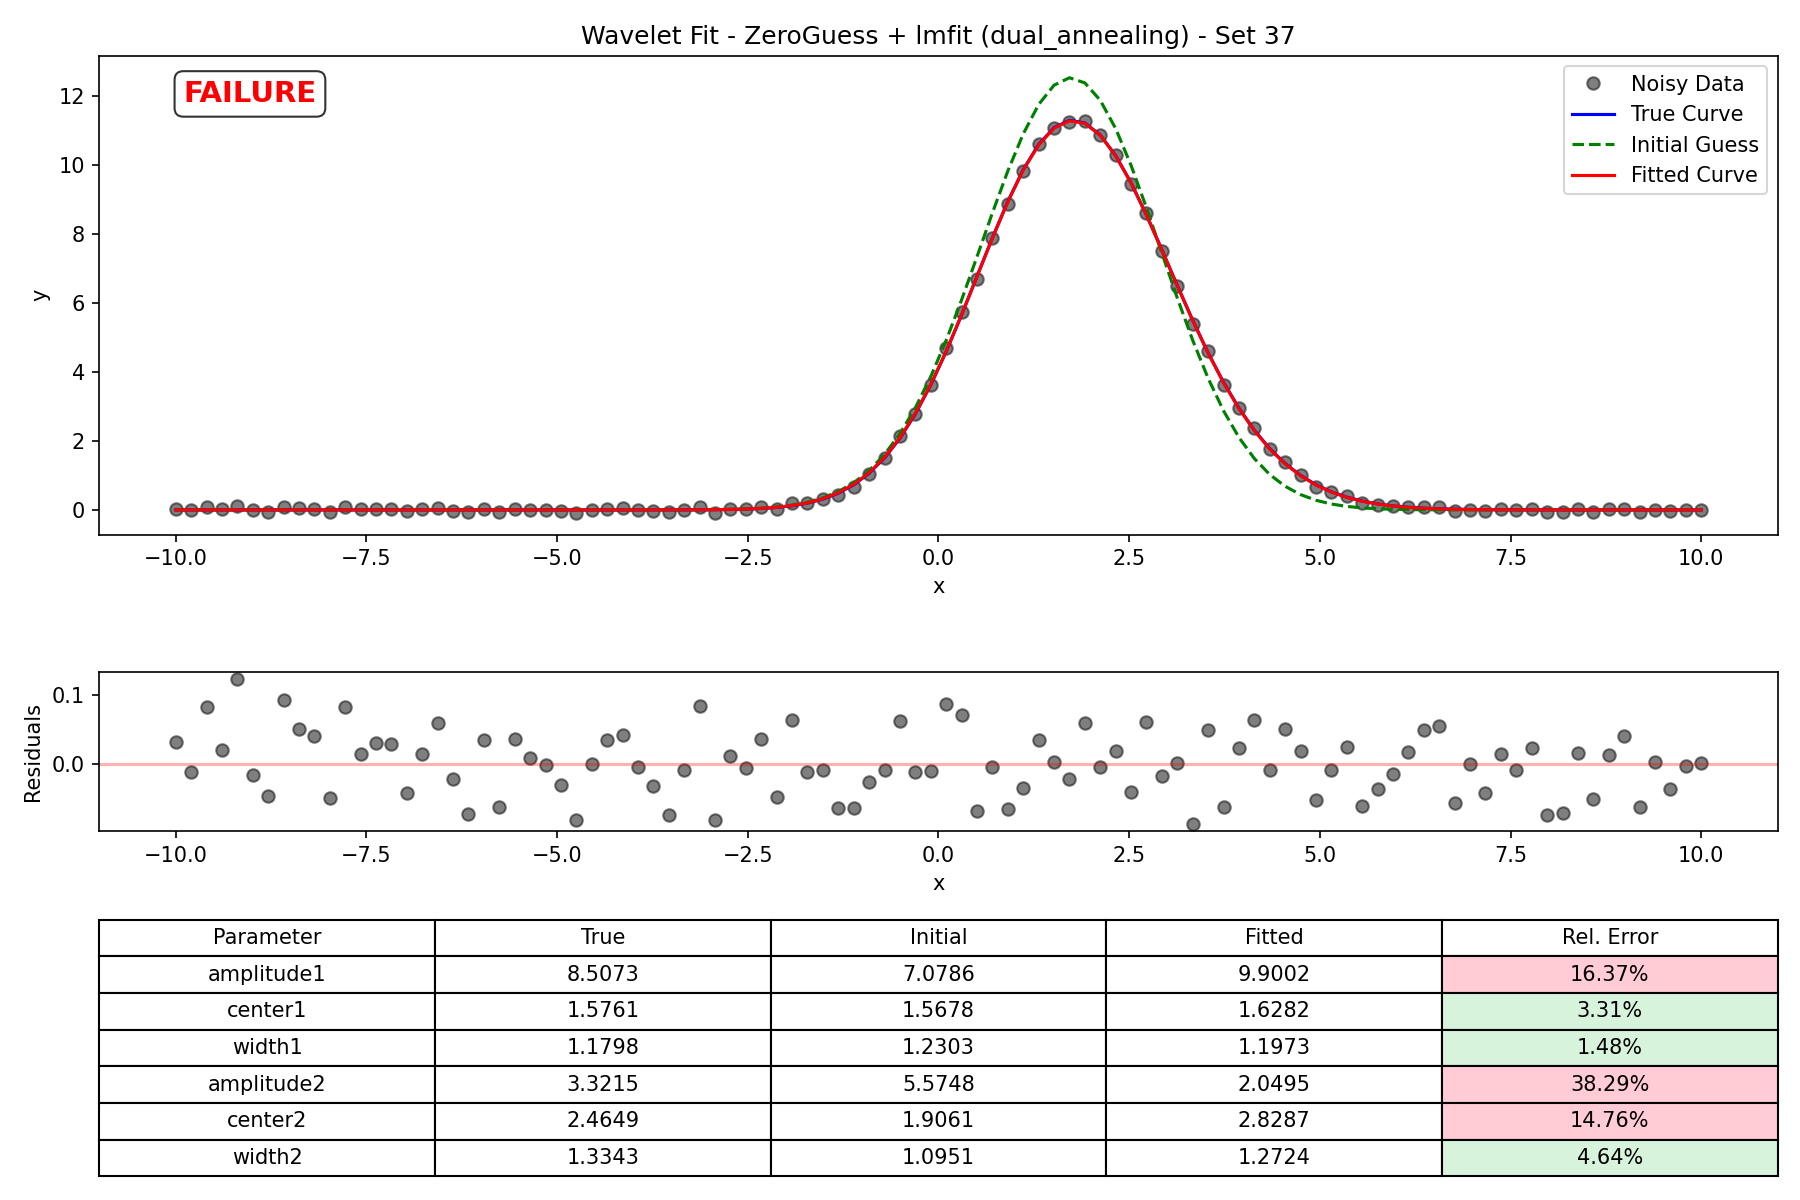 Wavelet Fit - ZeroGuess + lmfit (dual_annealing) - Set 37
FAILURE
Noisy Data
True Curve
Initial Guess
Fitted Curve
12
10
8
6
4
2
0
y
−10.0 −7.5 −5.0 −2.5 0.0 2.5 5.0 7.5 10.0
x
0.1
0.0
Residuals
−10.0 −7.5 −5.0 −2.5 0.0 2.5 5.0 7.5 10.0
x
Parameter True Initial Fitted Rel. Error
amplitude1 8.5073 7.0786 9.9002 16.37%
center1 1.5761 1.5678 1.6282 3.31%
width1 1.1798 1.2303 1.1973 1.48%
amplitude2 3.3215 5.5748 2.0495 38.29%
center2 2.4649 1.9061 2.8287 14.76%
width2 1.3343 1.0951 1.2724 4.64%